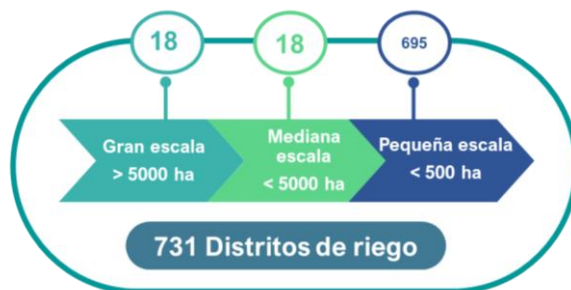 18
18
695
Gran escala
> 5000 ha
Mediana
escala
< 5000 ha
Pequeña escala
< 500 ha
731 Distritos de riego